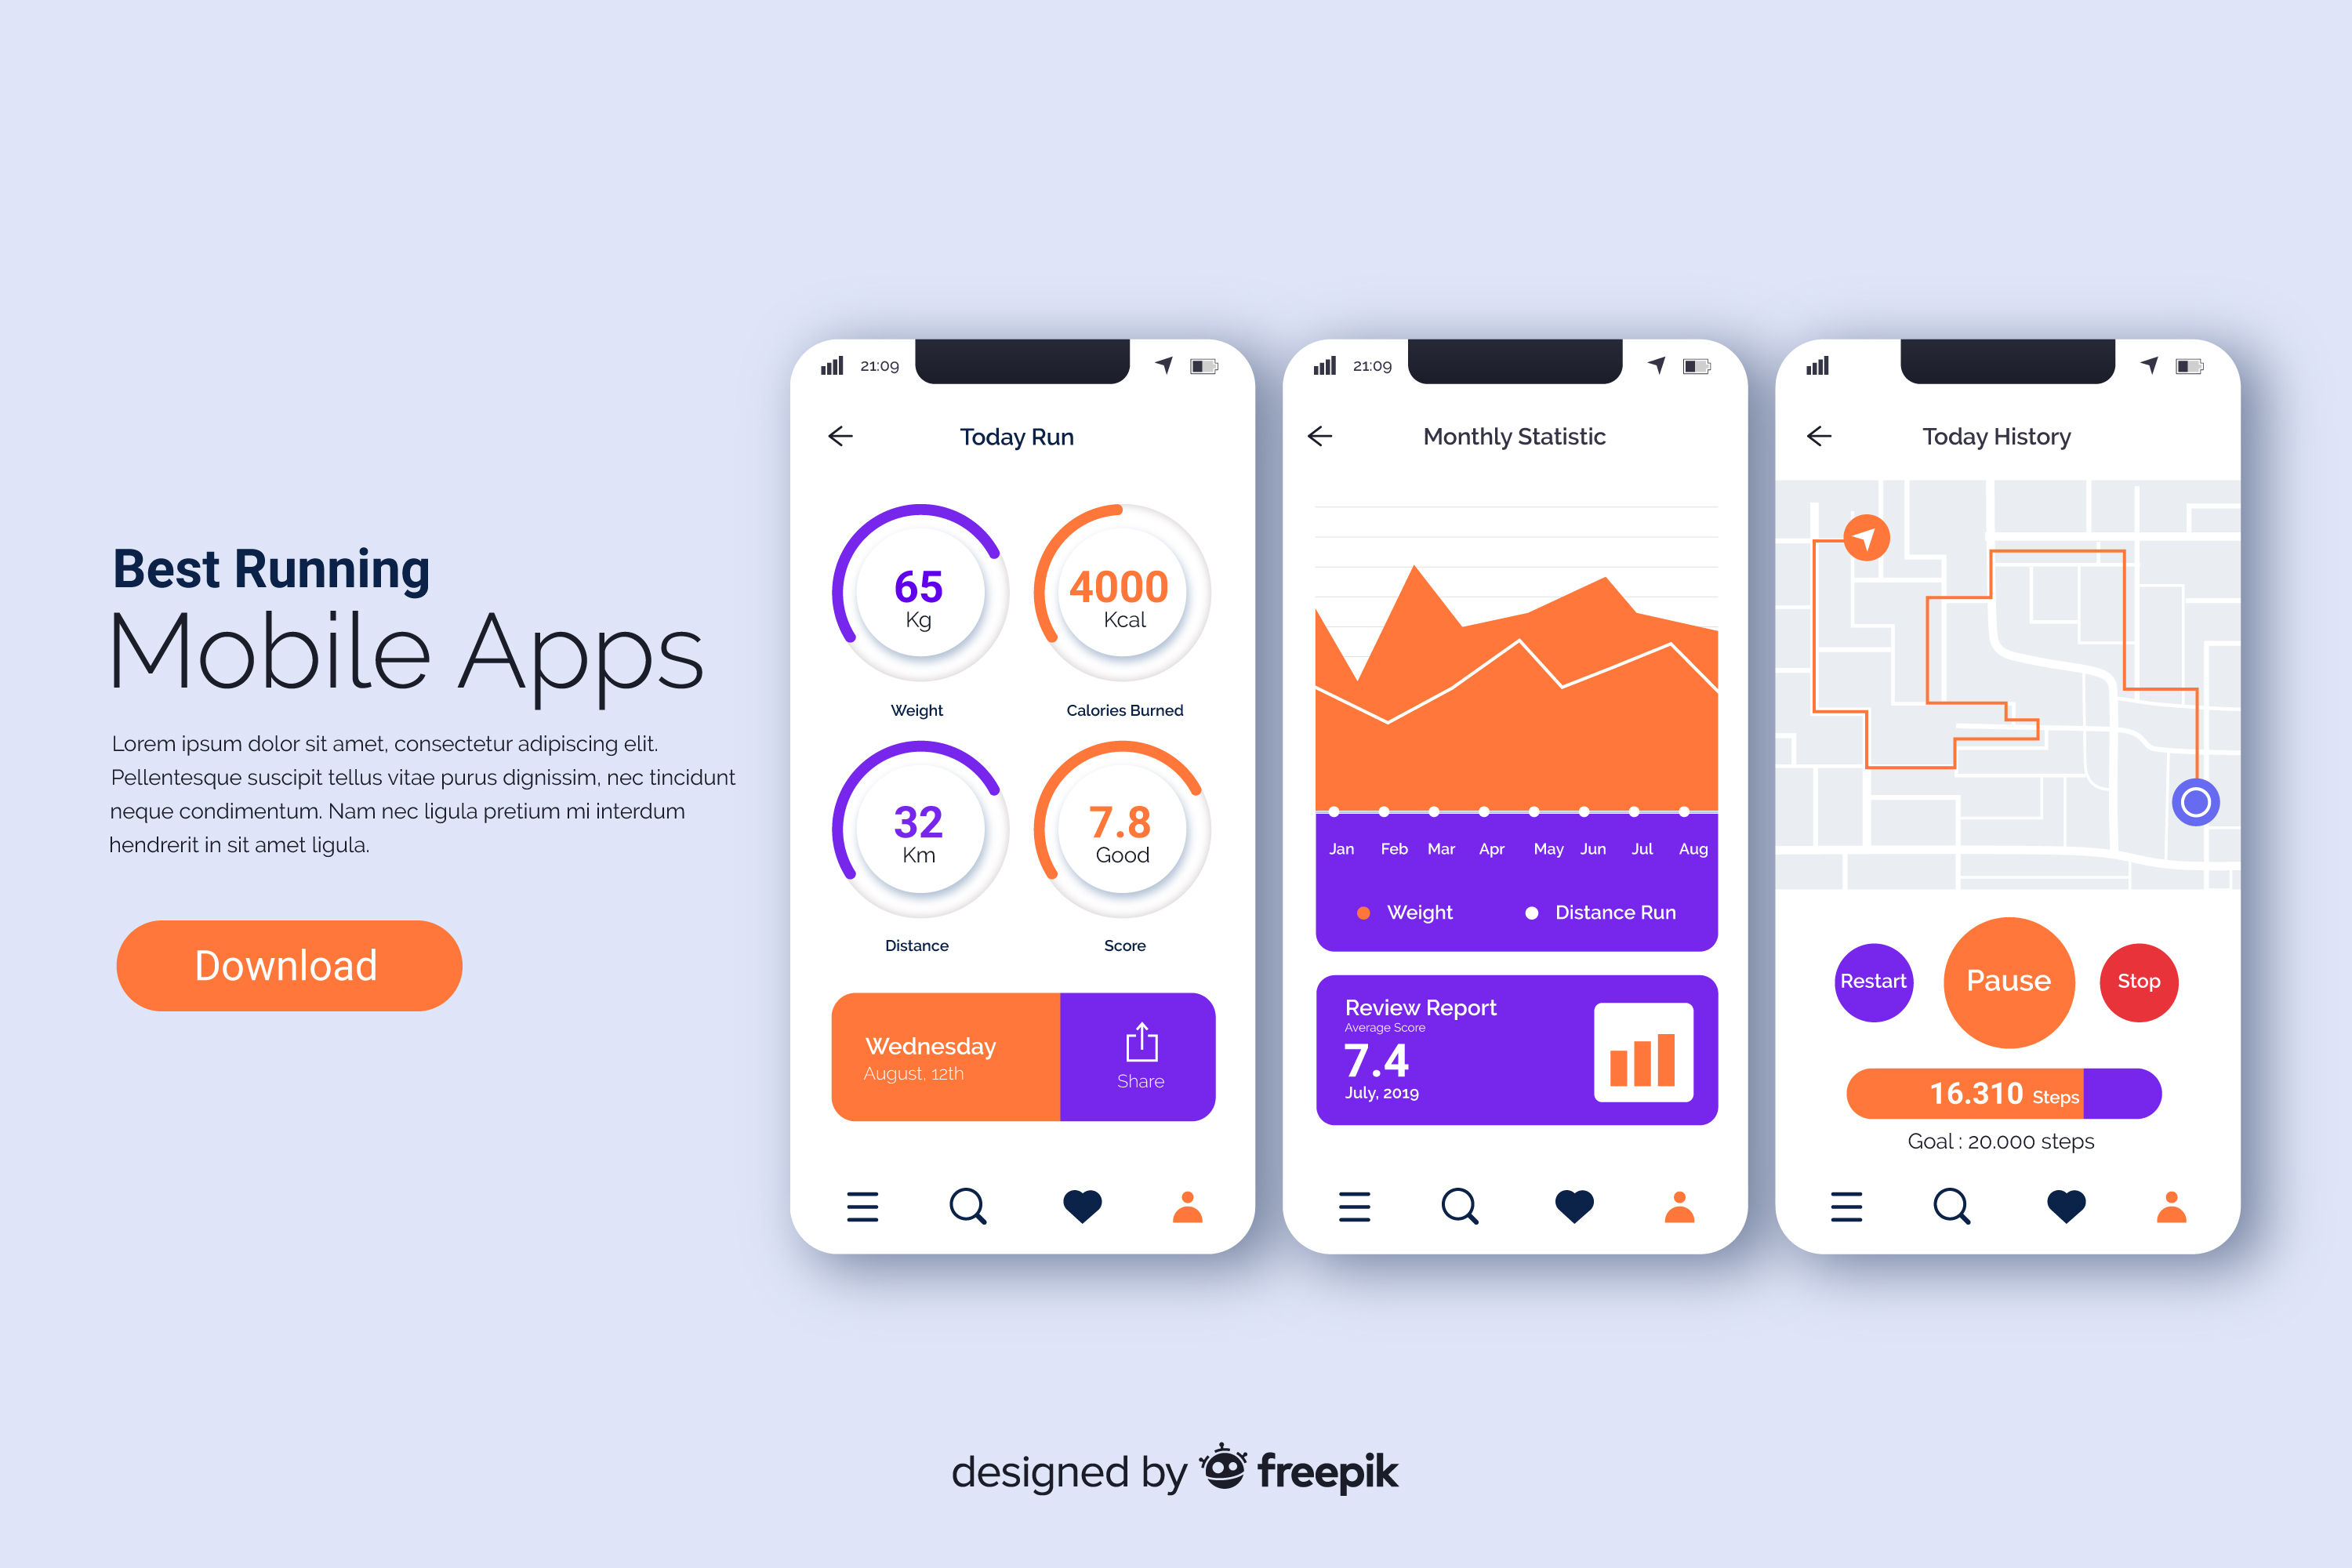 Best Running
Mobile Apps
Lorem ipsum dolor sit amet, consectetur adipiscing elit.
Pellentesque suscipit tellus vitae purus dignissim, nec tincidunt
neque condimentum. Nam nec ligula pretium mi interdum
hendrerit in sit amet ligula.
Download
21:09
Today Run
65
Kg
Weight
4000
Kcal
Calories Burned
32
Km
Distance
7.8
Good
Score
Wednesday
August, 12th
Share
21:09
Monthly Statistic
Jan Feb Mar Apr May Jun Jul Aug
Weight
Distance Run
Review Report
Average Score
7.4
July, 2019
Today History
Restart
Pause
Stop
16.310 Steps
Goal : 20.000 steps
designed by freepik